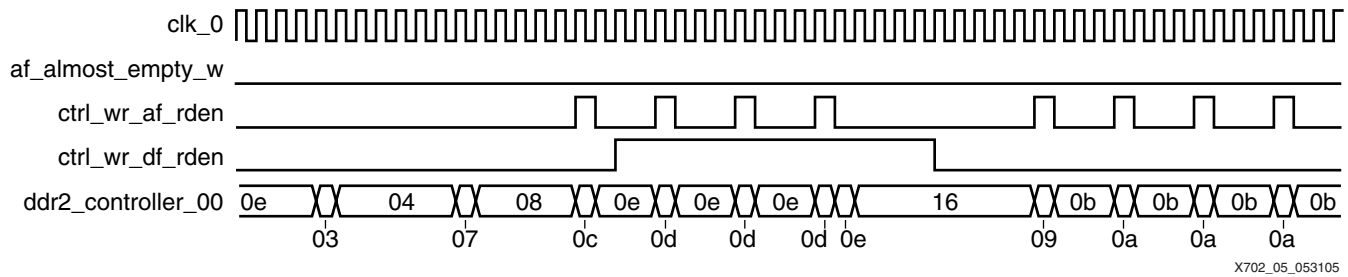 clk_0
af_almost_empty_w
ctrl_wr_af_rden
ctrl_wr_df_rden
ddr2_controller_00 0e 04 08 0e 0e 0e 16 0b 0b 0b 0b
03 07 0c 0d 0d 0d 0e 09 0a 0a 0a
X702_05_053105